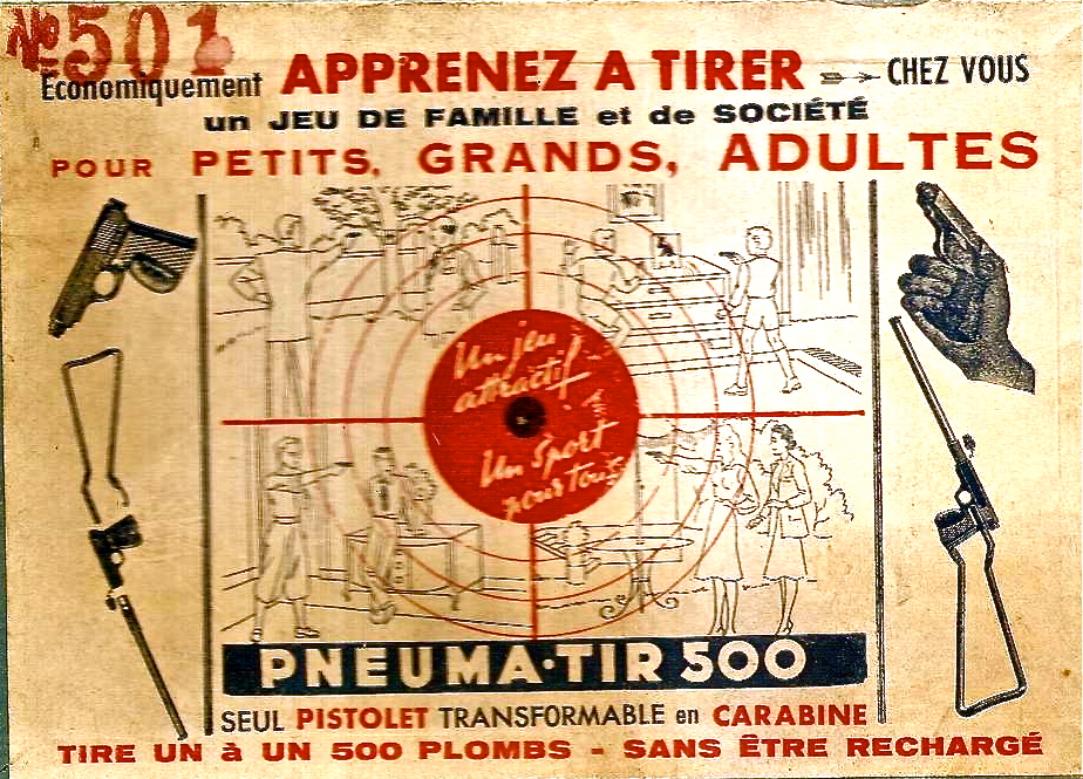 No 501
Économiquement APPRENEZ A TIRER CHEZ VOUS
un JEU DE FAMILLE et de SOCIÉTÉ
POUR PETITS, GRANDS, ADULTES
Un jeu
attractif
Un Sport
pour tous
PNEUMA·TIR 500
SEUL PISTOLET TRANSFORMABLE en CARABINE
TIRE UN à UN 500 PLOMBS - SANS ÊTRE RECHARGÉ